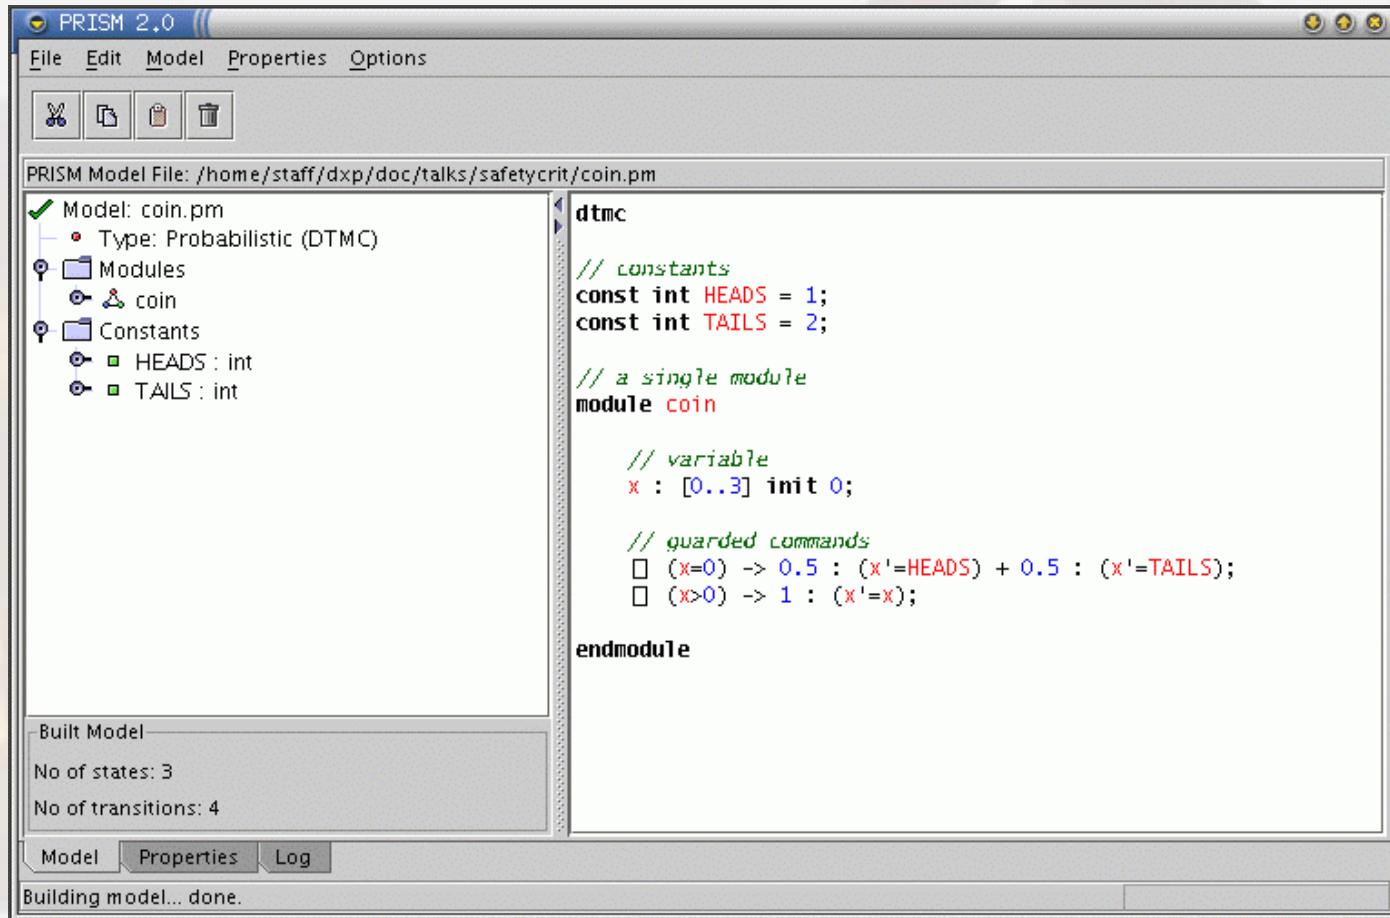 PRISM 2.0
File Edit Model Properties Options
PRISM Model File: /home/staff/dxp/doc/talks/safetycrit/coin.pm
Model: coin.pm
Type: Probabilistic (DTMC)
Modules
coin
Constants
HEADS : int
TAILS : int
Built Model
No of states: 3
No of transitions: 4
dtmc
// constants
const int HEADS = 1;
const int TAILS = 2;
// a single module
module coin
// variable
x : [0..3] init 0;
// guarded commands
[] (x=0) -> 0.5 : (x'=HEADS) + 0.5 : (x'=TAILS);
[] (x>0) -> 1 : (x'=x);
endmodule
Model Properties Log
Building model... done.